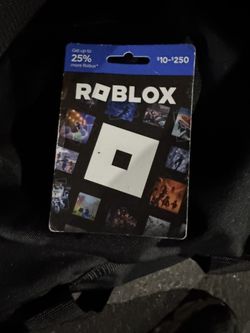 Get up to
25%
more Robux*
$10-$250
ROBLOX